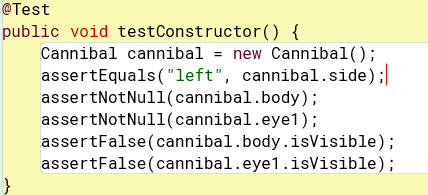 @Test
public void testConstructor() {
    Cannibal cannibal = new Cannibal();
    assertEquals("left", cannibal.side);
    assertNotNull(cannibal.body);
    assertNotNull(cannibal.eye1);
    assertFalse(cannibal.body.isVisible);
    assertFalse(cannibal.eye1.isVisible);
}